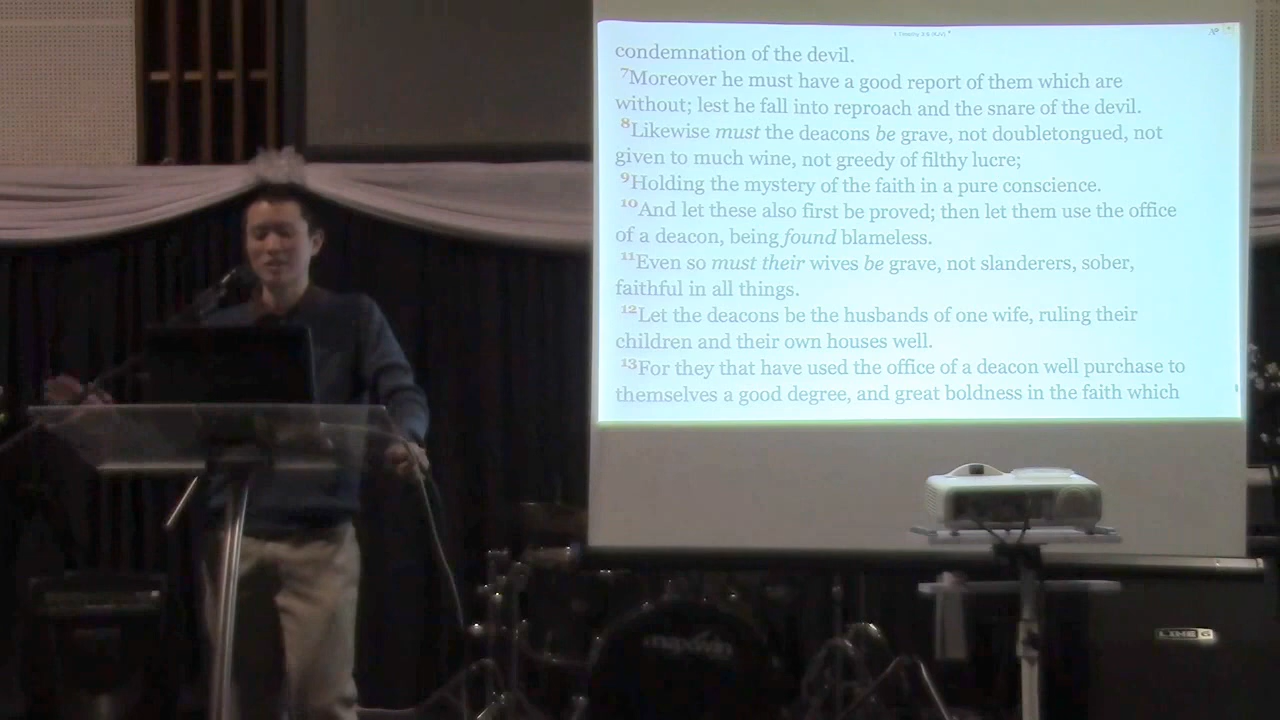 condemnation of the devil.
7Moreover he must have a good report of them which are
without; lest he fall into reproach and the snare of the devil.
8Likewise must the deacons be grave, not doubletongued, not
given to much wine, not greedy of filthy lucre;
9Holding the mystery of the faith in a pure conscience.
10And let these also first be proved; then let them use the office
of a deacon, being found blameless.
11Even so must their wives be grave, not slanderers, sober,
faithful in all things.
12Let the deacons be the husbands of one wife, ruling their
children and their own houses well.
13For they that have used the office of a deacon well purchase to
themselves a good degree, and great boldness in the faith which
LINE 6